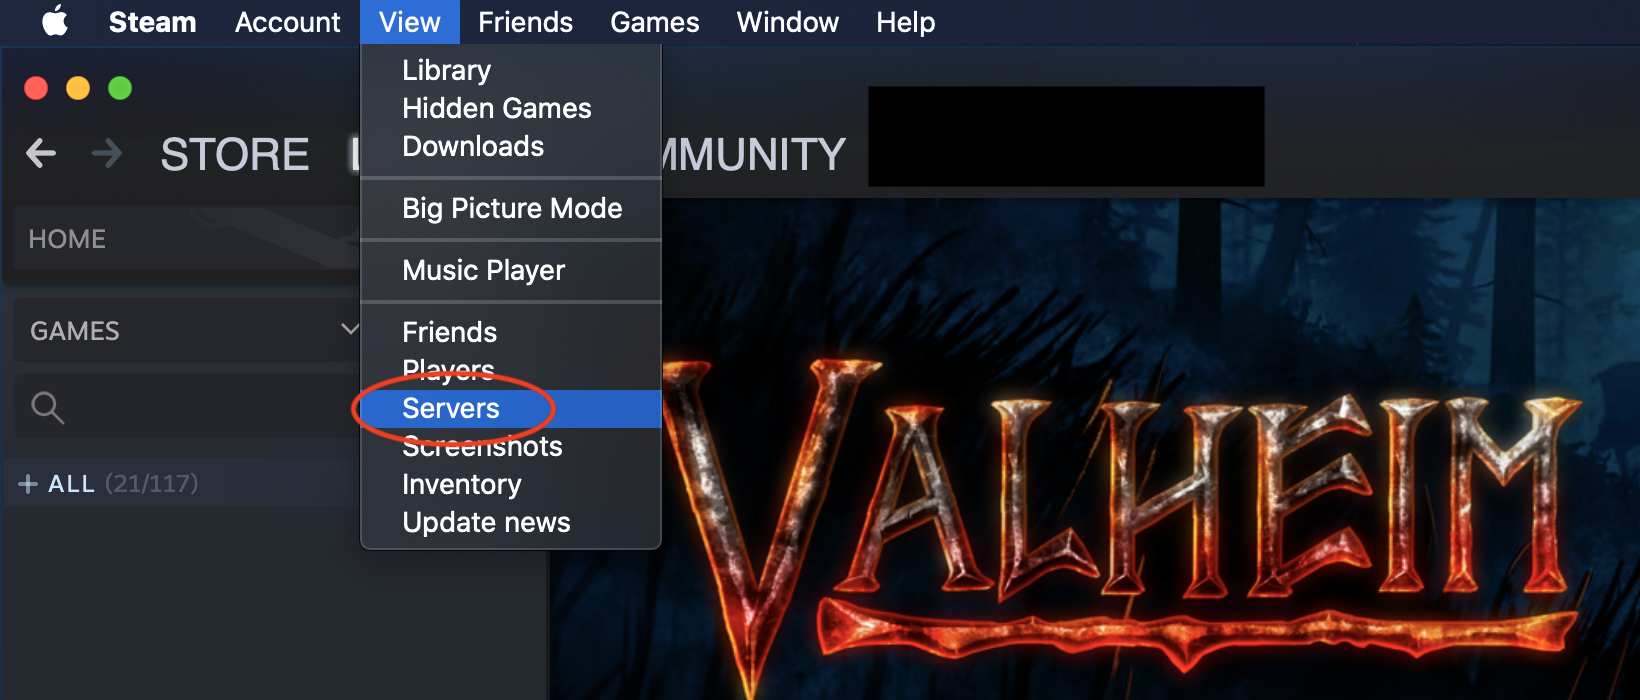 Steam Account View Friends Games Window Help
Library
Hidden Games
Downloads
Big Picture Mode
Music Player
Friends
Players
Servers
Screenshots
Inventory
Update news
STORE
MMUNITY
HOME
GAMES
+ ALL (21/117)
VALHEIM